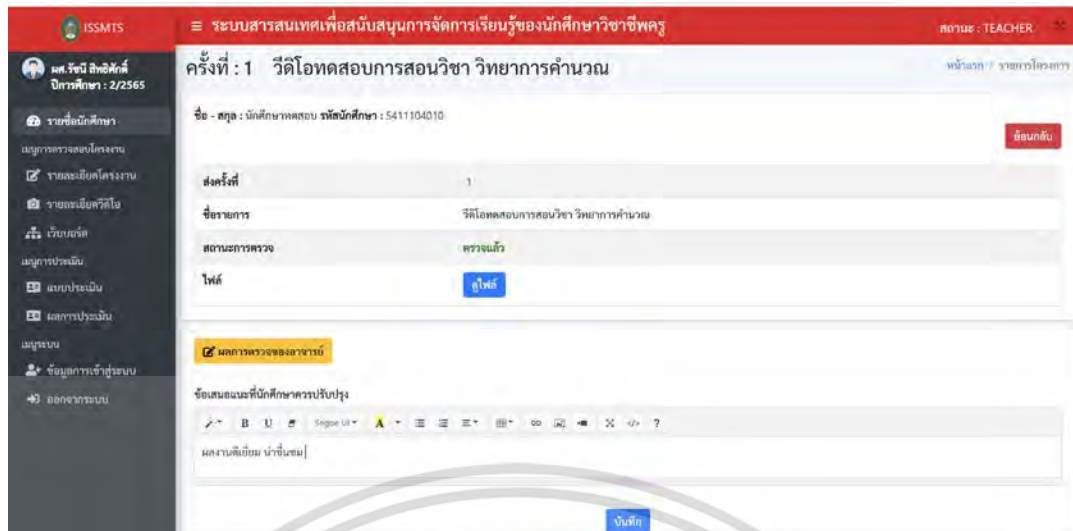 ISSMTS
≡ ระบบสารสนเทศเพื่อสนับสนุนการจัดการเรียนรู้ของนักศึกษาวิชาชีพครู
สถานะ : TEACHER
ผศ.รัชนี สิทธิศักดิ์
ปีการศึกษา : 2/2565
ครั้งที่ : 1 วีดิโอทดสอบการสอนวิชา วิทยาการคำนวณ
หน้าแรก / รายการโครงการ
รายชื่อนักศึกษา
เมนูการตรวจสอบโครงงาน
รายละเอียดโครงงาน
รายละเอียดวีดิโอ
เว็บบอร์ด
เมนูการประเมิน
แบบประเมิน
ผลการประเมิน
เมนูระบบ
ข้อมูลการเข้าสู่ระบบ
ออกจากระบบ
ชื่อ - สกุล : นักศึกษาทดสอบ รหัสนักศึกษา : 5411104010
ย้อนกลับ
ส่งครั้งที่ 1
ชื่อรายการ วีดิโอทดสอบการสอนวิชา วิทยาการคำนวณ
สถานะการตรวจ ตรวจแล้ว
ไฟล์ ดูไฟล์
ผลการตรวจของอาจารย์
ข้อเสนอแนะที่นักศึกษาควรปรับปรุง
B U Segoe UI A </> ?
ผลงานดีเยี่ยม น่าชื่นชม
บันทึก